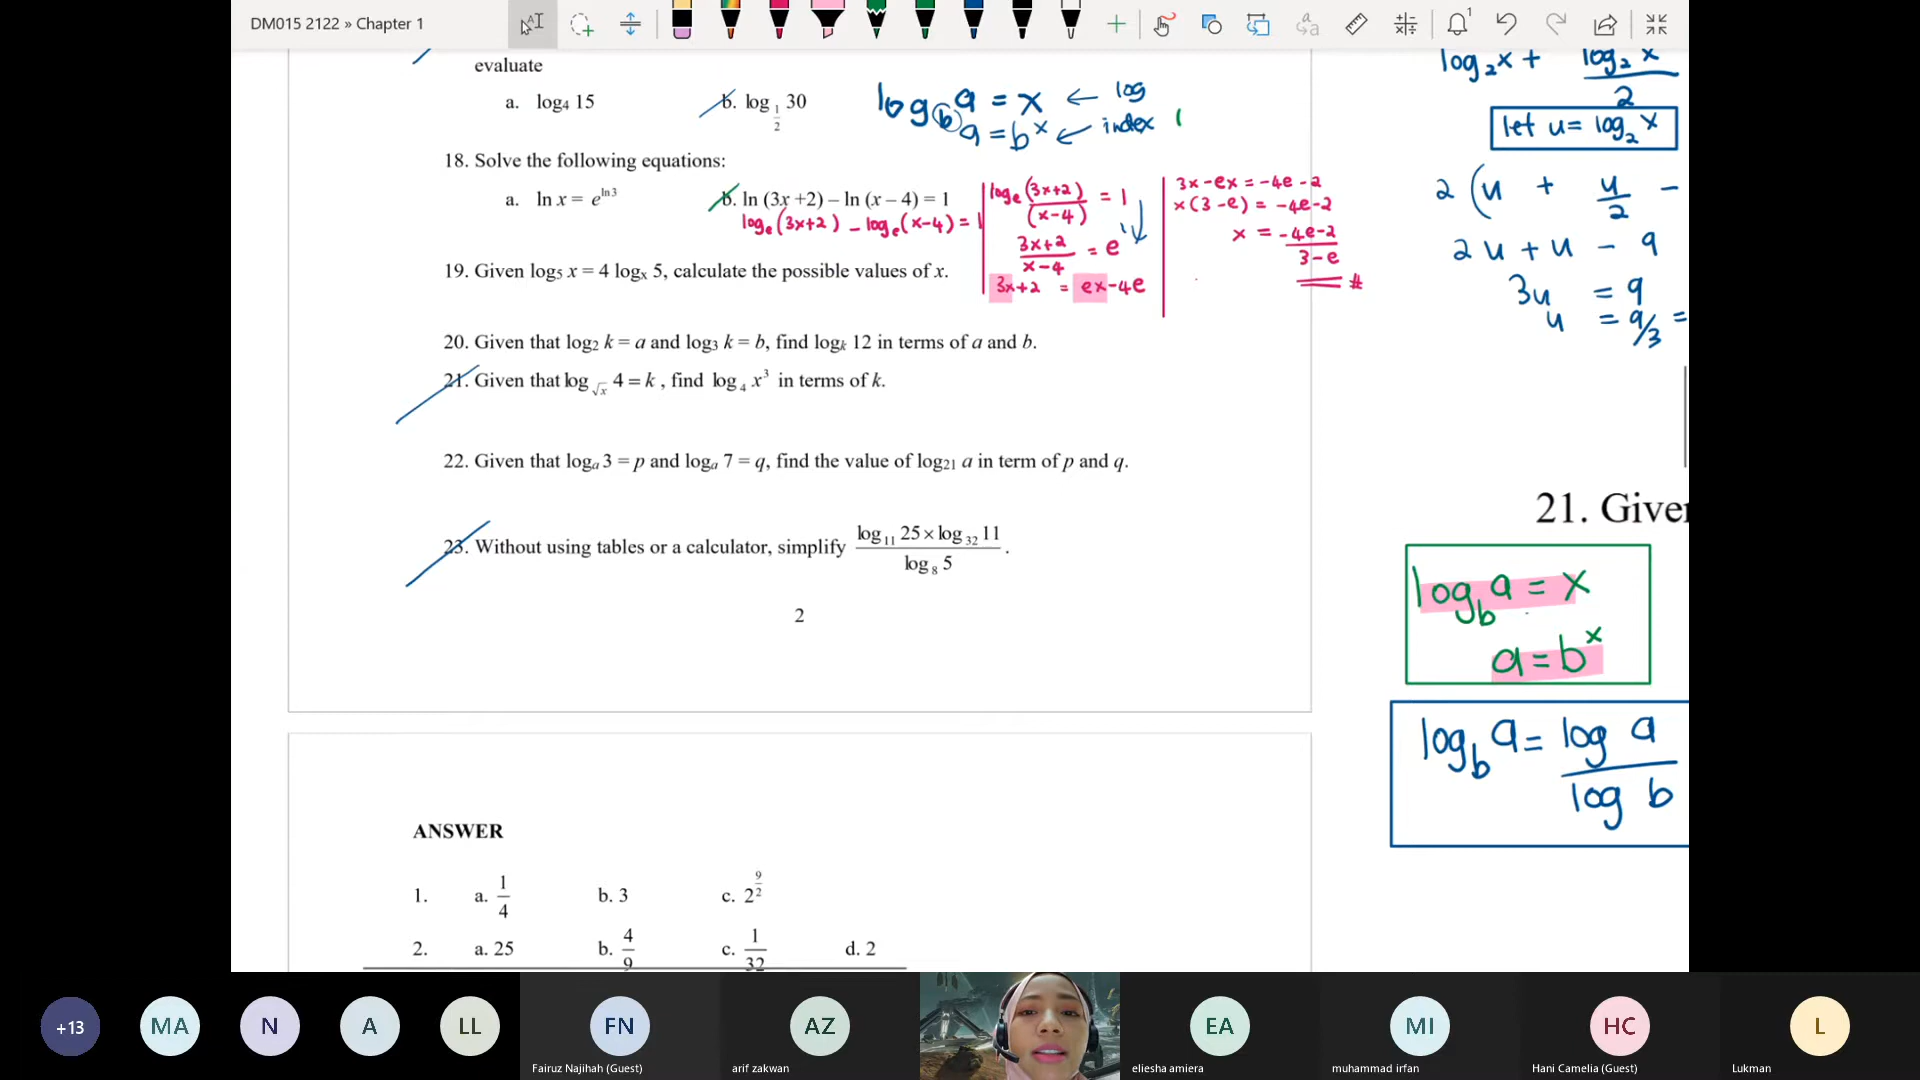 DM015 2122 » Chapter 1
evaluate
a. log₄ 15
b. log_{1/2} 30
log_b a = x ← log
a = b^x ← index
18. Solve the following equations:
a. ln x = e^{ln3}
b. ln (3x +2) – ln (x – 4) = 1
log_e (3x+2) - log_e (x-4) = 1
log_e (3x+2)/(x-4) = 1
(3x+2)/(x-4) = e
3x+2 = ex-4e
3x-ex = -4e-2
x(3-e) = -4e-2
x = (-4e-2)/(3-e) #
19. Given log₅ x = 4 logₓ 5, calculate the possible values of x.
20. Given that log₂ k = a and log₃ k = b, find logₖ 12 in terms of a and b.
21. Given that log_{√x} 4 = k , find log₄ x³ in terms of k.
22. Given that logₐ 3 = p and logₐ 7 = q, find the value of log₂₁ a in term of p and q.
23. Without using tables or a calculator, simplify (log₁₁ 25 × log₃₂ 11)/(log₈ 5) .
2
ANSWER
1. a. 1/4 b. 3 c. 2^{9/2}
2. a. 25 b. 4/9 c. 1/32 d. 2
log₂x + (log₂x)/2
let u = log₂x
2 (u + u/2 -
2u + u - 9
3u = 9
u = 9/3 =
21. Given
log_b a = x
a = b^x
log_b a = log a / log b
+13
MA
N
A
LL
FN
Fairuz Najihah (Guest)
AZ
arif zakwan
EA
eliesha amiera
MI
muhammad irfan
HC
Hani Camelia (Guest)
L
Lukman